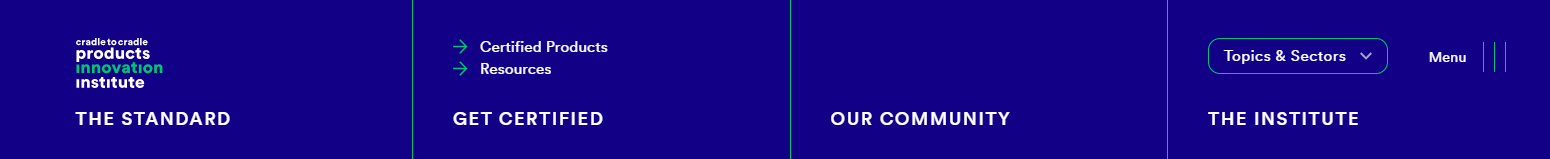 cradle to cradle
products
innovation
institute
THE STANDARD
Certified Products
Resources
GET CERTIFIED
OUR COMMUNITY
Topics & Sectors
Menu
THE INSTITUTE